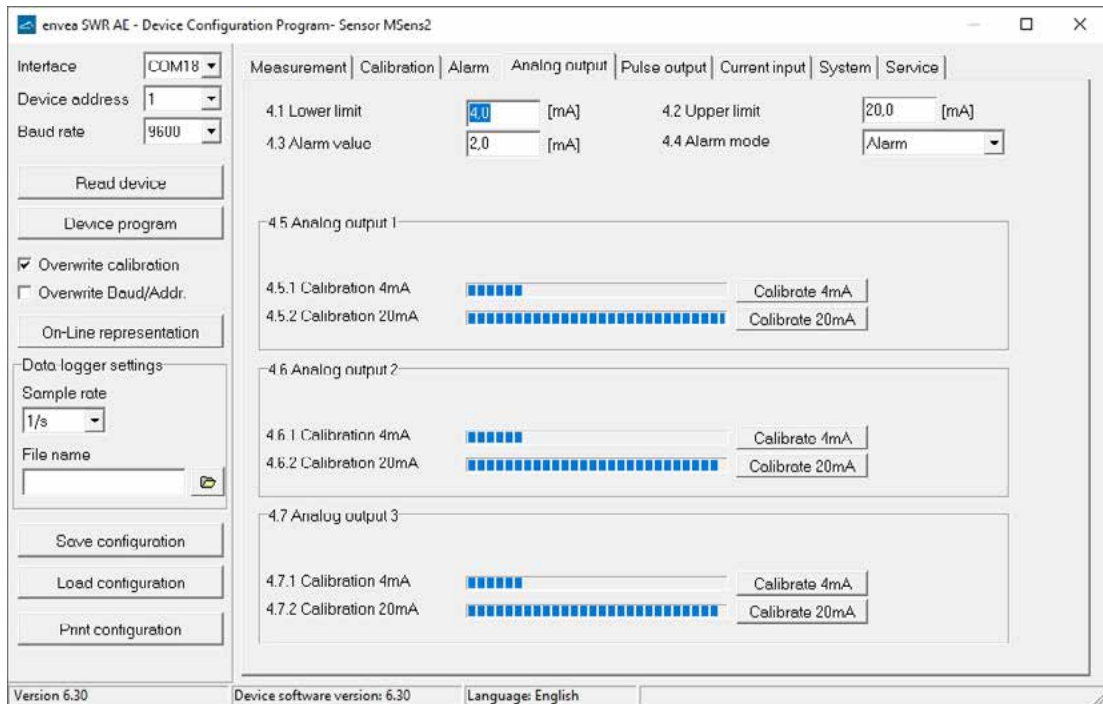 envea SWR AE - Device Configuration Program- Sensor MSens2
Interface COM18
Device address 1
Baud rate 9600
Read device
Device program
Overwrite calibration
Overwrite Baud/Addr.
On-Line representation
Data logger settings
Sample rate
1/s
File name
Save configuration
Load configuration
Print configuration
Measurement Calibration Alarm Analog output Pulse output Current input System Service
4.1 Lower limit 4,0 [mA] 4.2 Upper limit 20,0 [mA]
4.3 Alarm value 2,0 [mA] 4.4 Alarm mode Alarm
4.5 Analog output 1
4.5.1 Calibration 4mA Calibrate 4mA
4.5.2 Calibration 20mA Calibrate 20mA
4.6 Analog output 2
4.6.1 Calibration 4mA Calibrate 4mA
4.6.2 Calibration 20mA Calibrate 20mA
4.7 Analog output 3
4.7.1 Calibration 4mA Calibrate 4mA
4.7.2 Calibration 20mA Calibrate 20mA
Version 6.30 Device software version: 6.30 Language: English